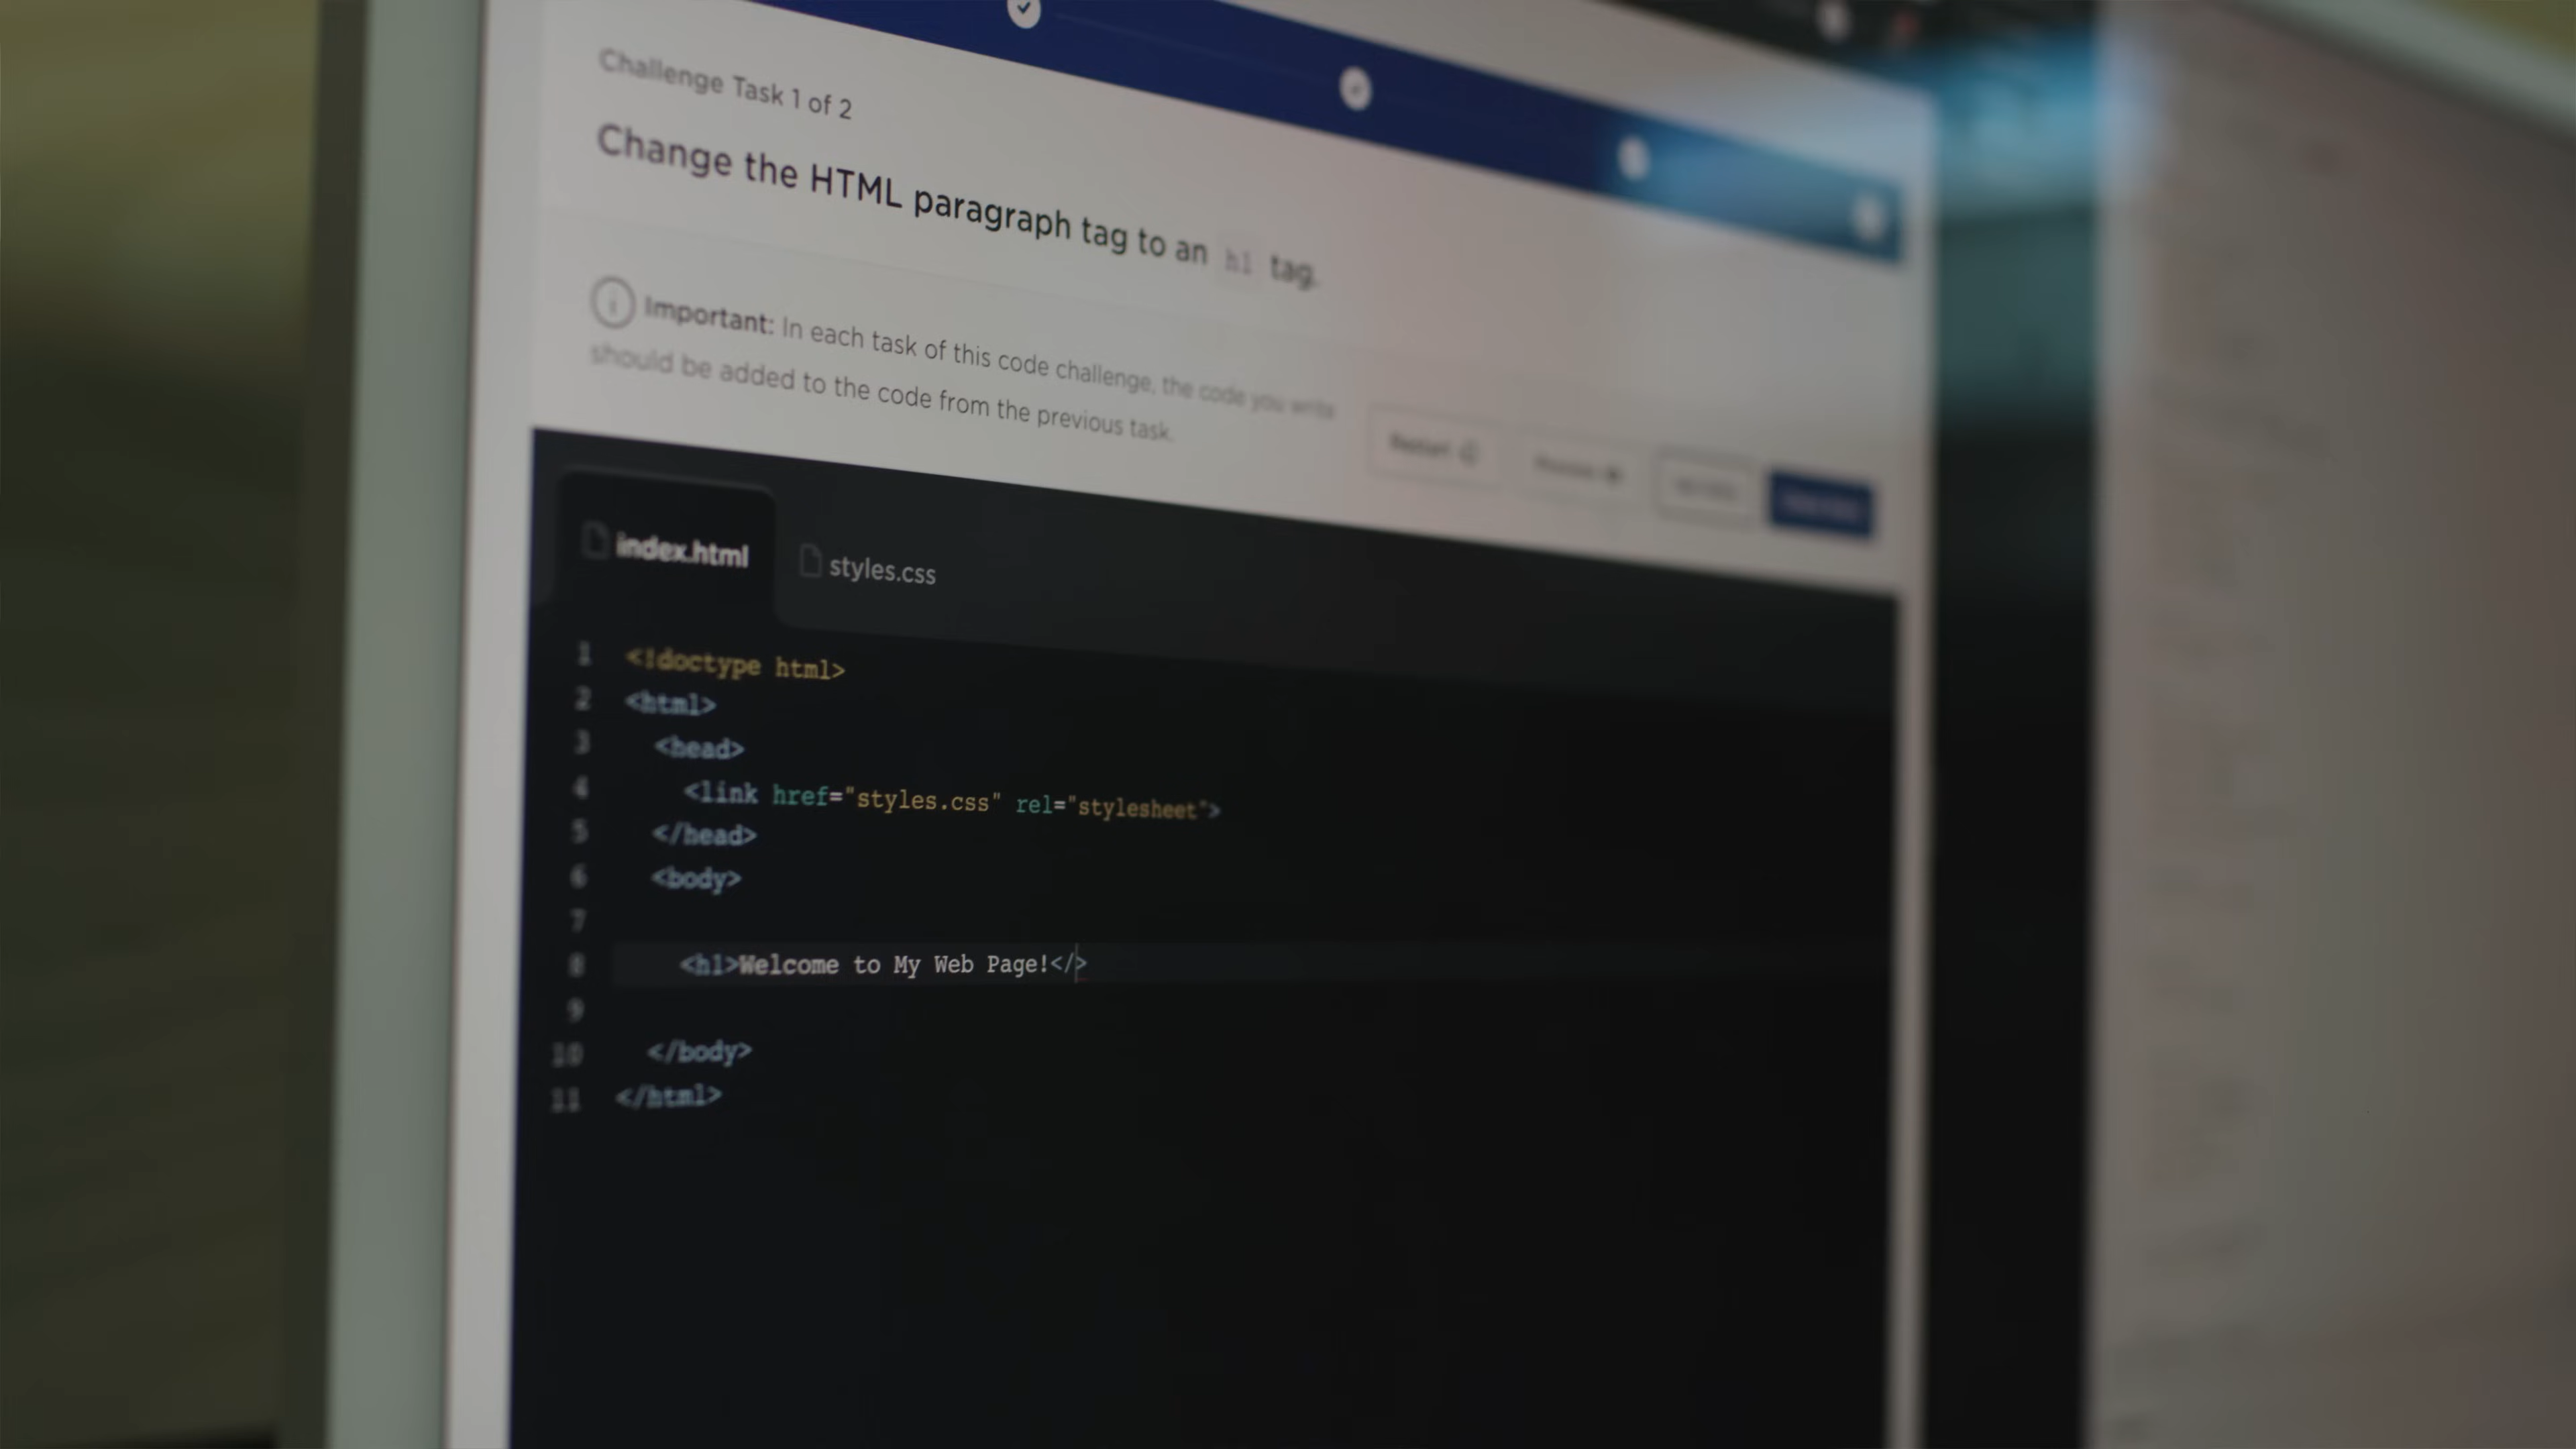 Challenge Task 1 of 2
Change the HTML paragraph tag to an h1 tag.
Important: In each task of this code challenge, the code you write
should be added to the code from the previous task.
Restart
Preview
index.html
styles.css
1 <!doctype html>
2 <html>
3 <head>
4 <link href="styles.css" rel="stylesheet">
5 </head>
6 <body>
7
8 <h1>Welcome to My Web Page!</>
9
10 </body>
11 </html>